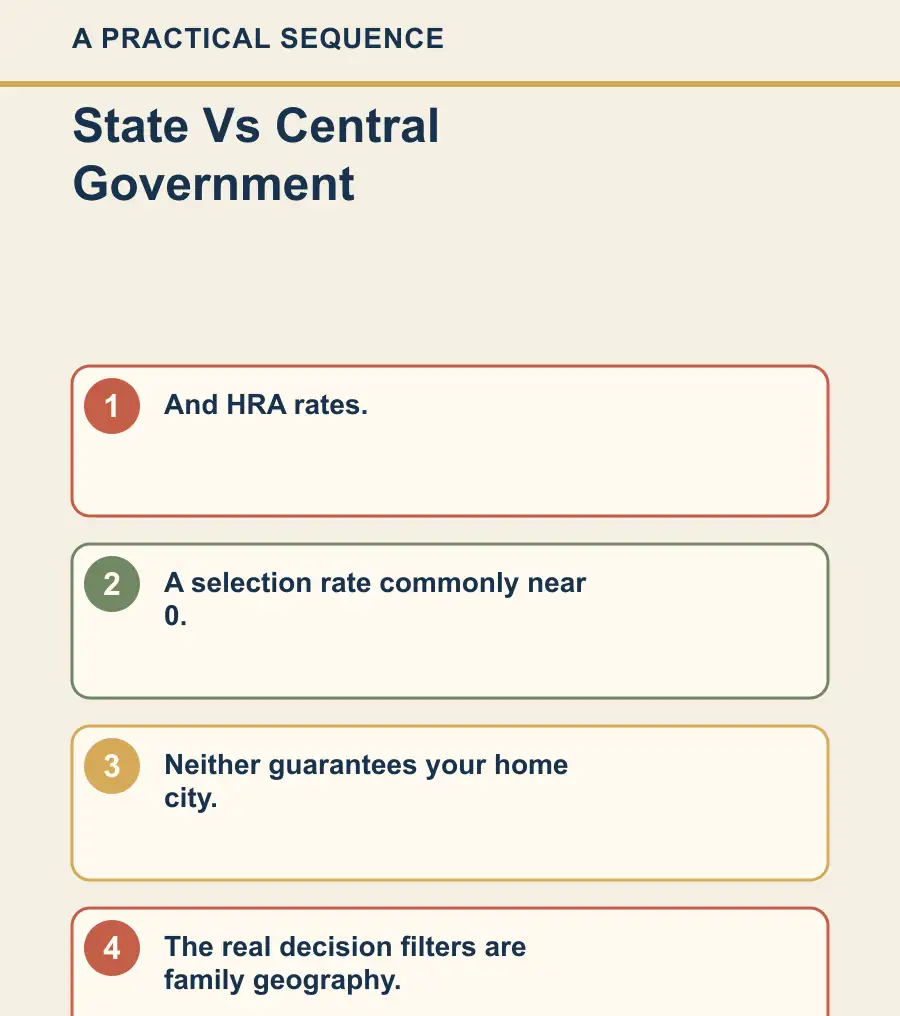 A PRACTICAL SEQUENCE
State Vs Central
Government
1
And HRA rates.
2
A selection rate commonly near
0.
3
Neither guarantees your home
city.
4
The real decision filters are
family geography.